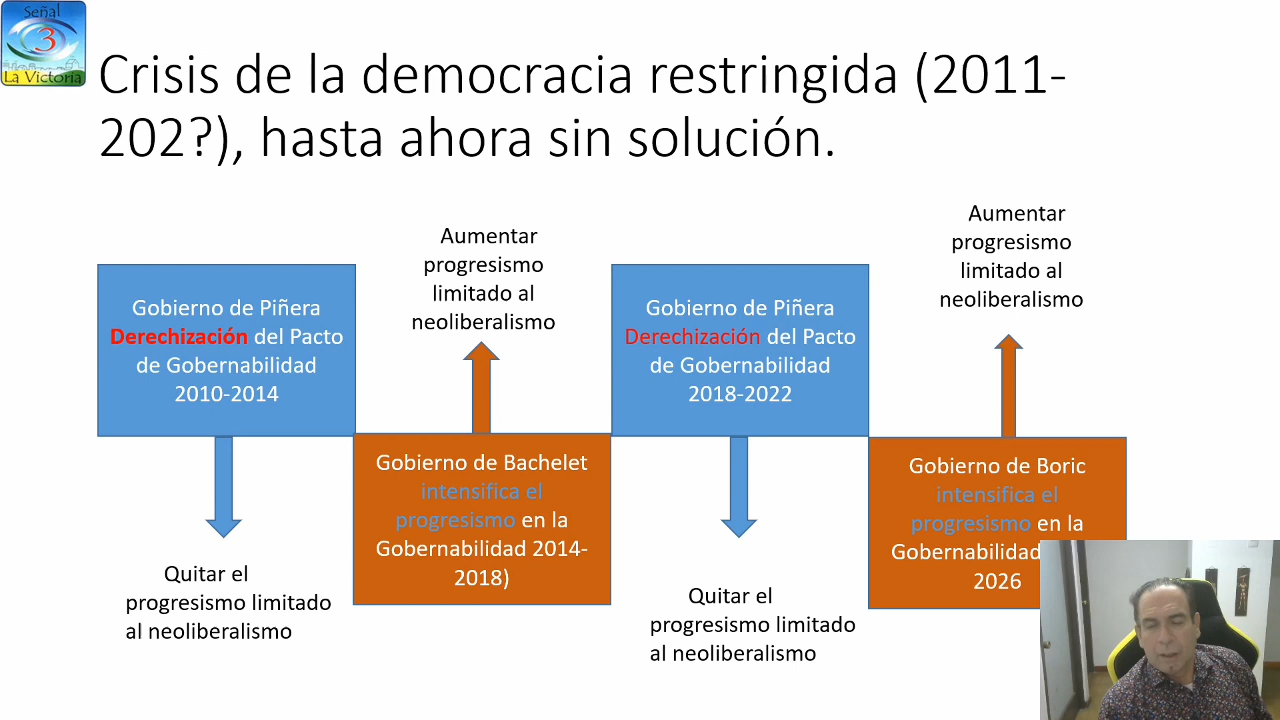 Señal
3
La Victoria
Crisis de la democracia restringida (2011-
202?), hasta ahora sin solución.
Gobierno de Piñera
Derechización del Pacto
de Gobernabilidad
2010-2014
Quitar el
progresismo limitado
al neoliberalismo
Aumentar
progresismo
limitado al
neoliberalismo
Gobierno de Bachelet
intensifica el
progresismo en la
Gobernabilidad 2014-
2018)
Gobierno de Piñera
Derechización del Pacto
de Gobernabilidad
2018-2022
Quitar el
progresismo limitado
al neoliberalismo
Aumentar
progresismo
limitado al
neoliberalismo
Gobierno de Boric
intensifica el
progresismo en la
Gobernabilidad
2026